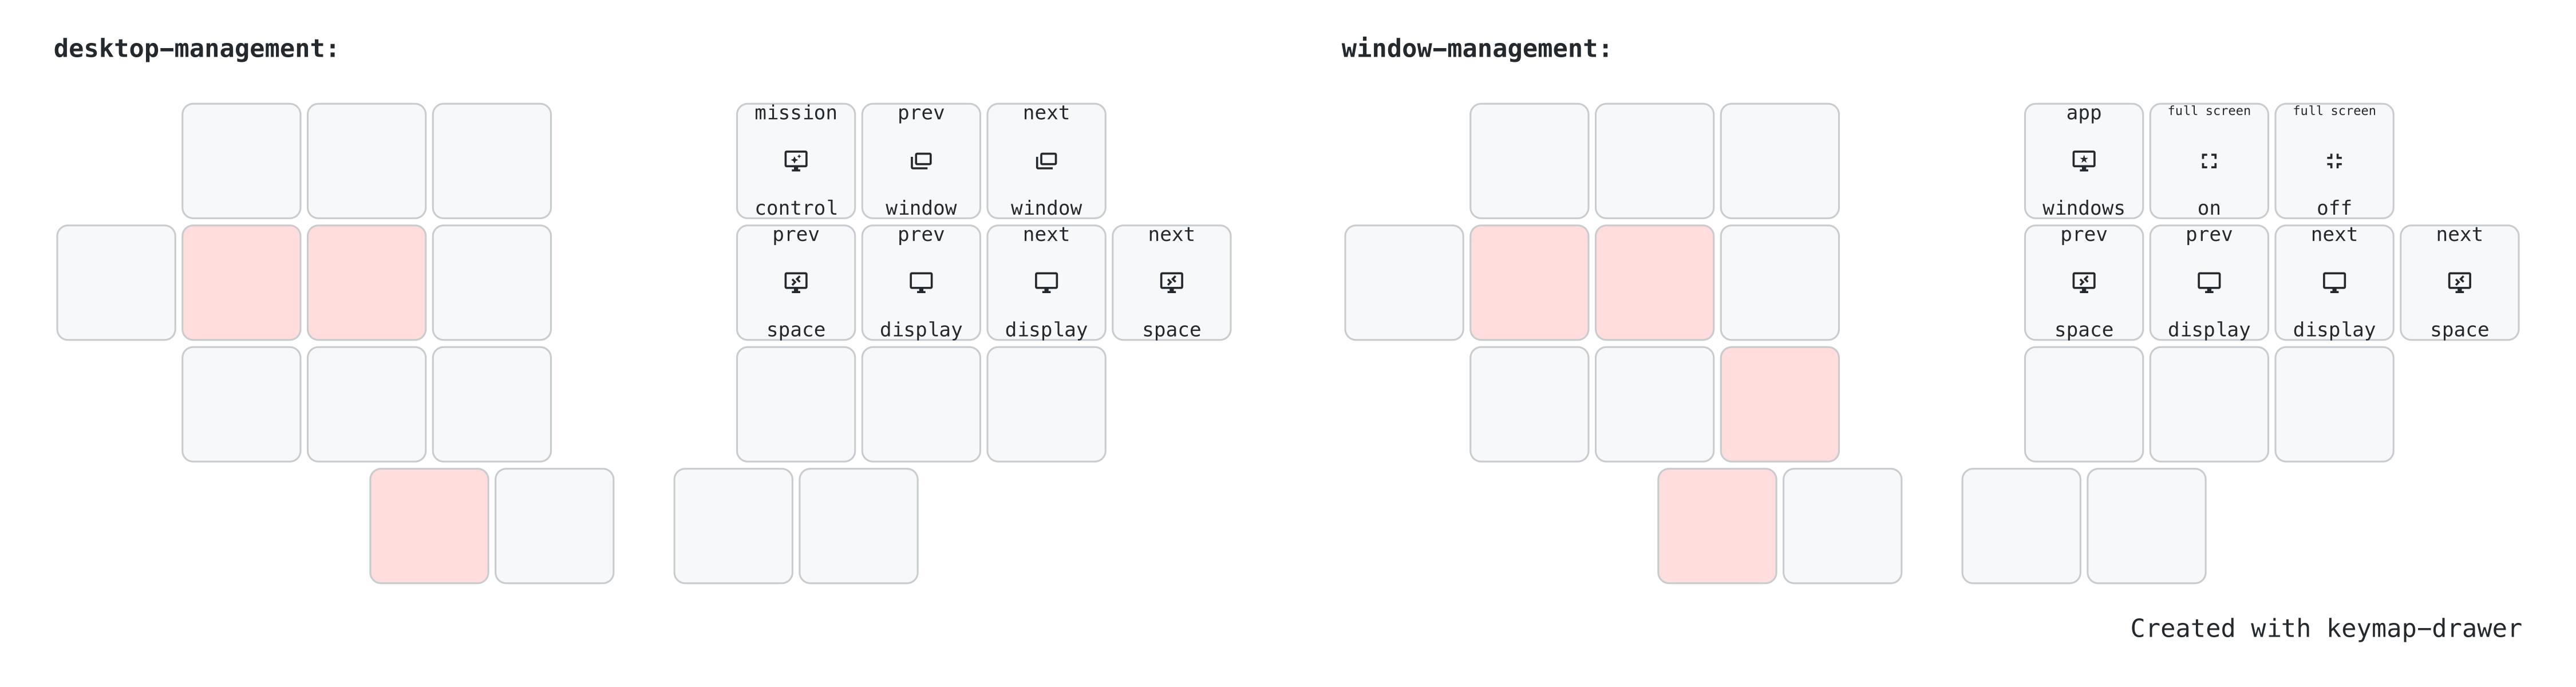 desktop-management:
mission prev next
control window window
prev prev next next
space display display space
window-management:
app full screen full screen
windows on off
prev prev next next
space display display space
Created with keymap-drawer